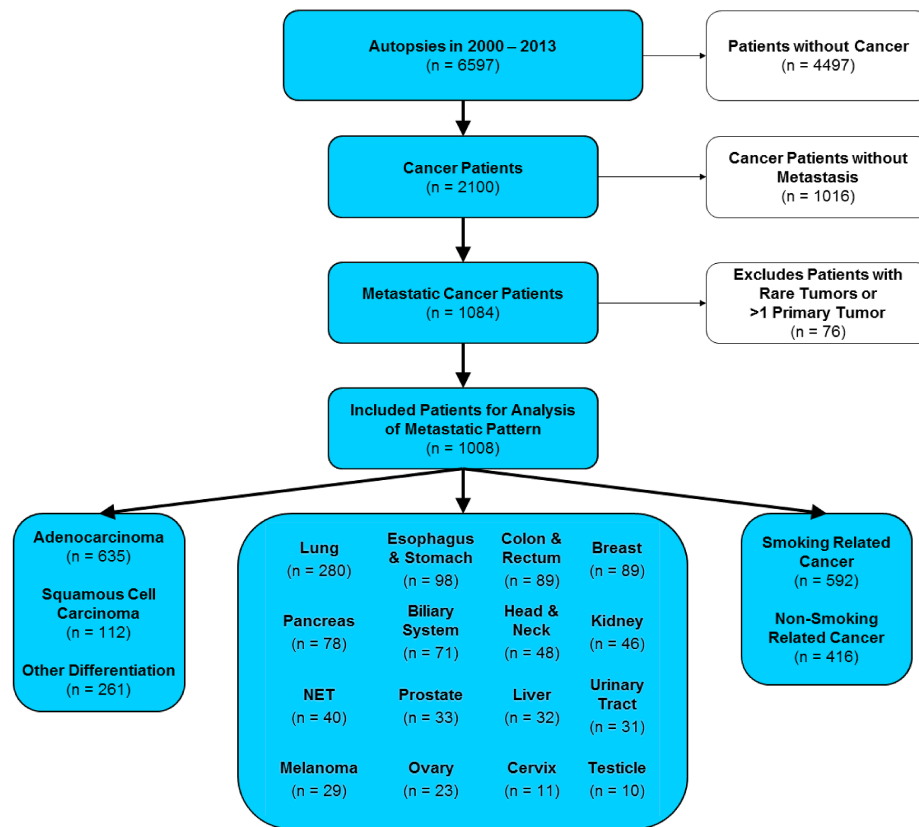 Autopsies in 2000 – 2013
(n = 6597)
Patients without Cancer
(n = 4497)
Cancer Patients
(n = 2100)
Cancer Patients without
Metastasis
(n = 1016)
Metastatic Cancer Patients
(n = 1084)
Excludes Patients with
Rare Tumors or
>1 Primary Tumor
(n = 76)
Included Patients for Analysis
of Metastatic Pattern
(n = 1008)
Adenocarcinoma
(n = 635)
Squamous Cell
Carcinoma
(n = 112)
Other Differentiation
(n = 261)
Lung
(n = 280)
Esophagus
& Stomach
(n = 98)
Colon &
Rectum
(n = 89)
Breast
(n = 89)
Pancreas
(n = 78)
Biliary
System
(n = 71)
Head &
Neck
(n = 48)
Kidney
(n = 46)
NET
(n = 40)
Prostate
(n = 33)
Liver
(n = 32)
Urinary
Tract
(n = 31)
Melanoma
(n = 29)
Ovary
(n = 23)
Cervix
(n = 11)
Testicle
(n = 10)
Smoking Related
Cancer
(n = 592)
Non-Smoking
Related Cancer
(n = 416)